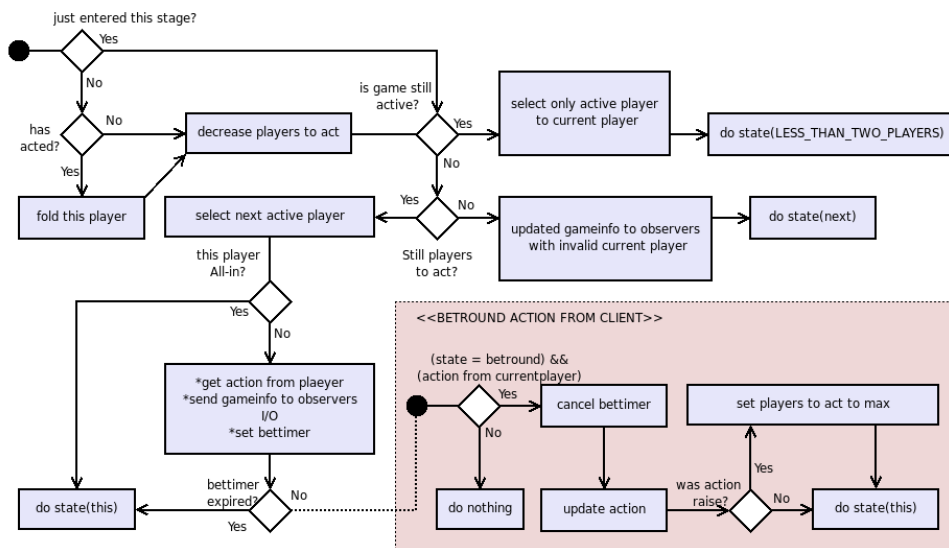 just entered this stage?
Yes
No
is game still
active?
select only active player
to current player
has
acted?
No
decrease players to act
Yes
do state(LESS_THAN_TWO_PLAYERS)
Yes
No
fold this player
select next active player
Yes
No
updated gameinfo to observers
with invalid current player
do state(next)
this player
All-in?
Still players
to act?
Yes
No
<<BETROUND ACTION FROM CLIENT>>
(state = betround) &&
(action from currentplayer)
*get action from plaeyer
*send gameinfo to observers
I/O
*set bettimer
Yes
cancel bettimer
set players to act to max
No
bettimer
expired?
No
Yes
was action
raise?
Yes
No
do state(this)
do nothing
update action
do state(this)